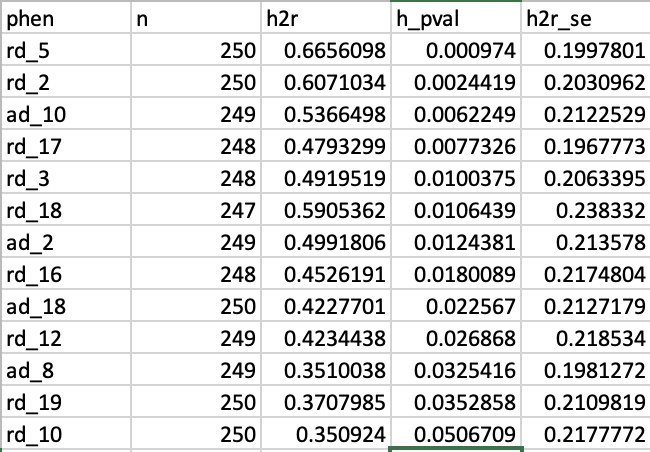 phen n h2r h_pval h2r_se
rd_5 250 0.6656098 0.000974 0.1997801
rd_2 250 0.6071034 0.0024419 0.2030962
ad_10 249 0.5366498 0.0062249 0.2122529
rd_17 248 0.4793299 0.0077326 0.1967773
rd_3 248 0.4919519 0.0100375 0.2063395
rd_18 247 0.5905362 0.0106439 0.238332
ad_2 249 0.4991806 0.0124381 0.213578
rd_16 248 0.4526191 0.0180089 0.2174804
ad_18 250 0.4227701 0.022567 0.2127179
rd_12 249 0.4234438 0.026868 0.218534
ad_8 249 0.3510038 0.0325416 0.1981272
rd_19 250 0.3707985 0.0352858 0.2109819
rd_10 250 0.350924 0.0506709 0.2177772